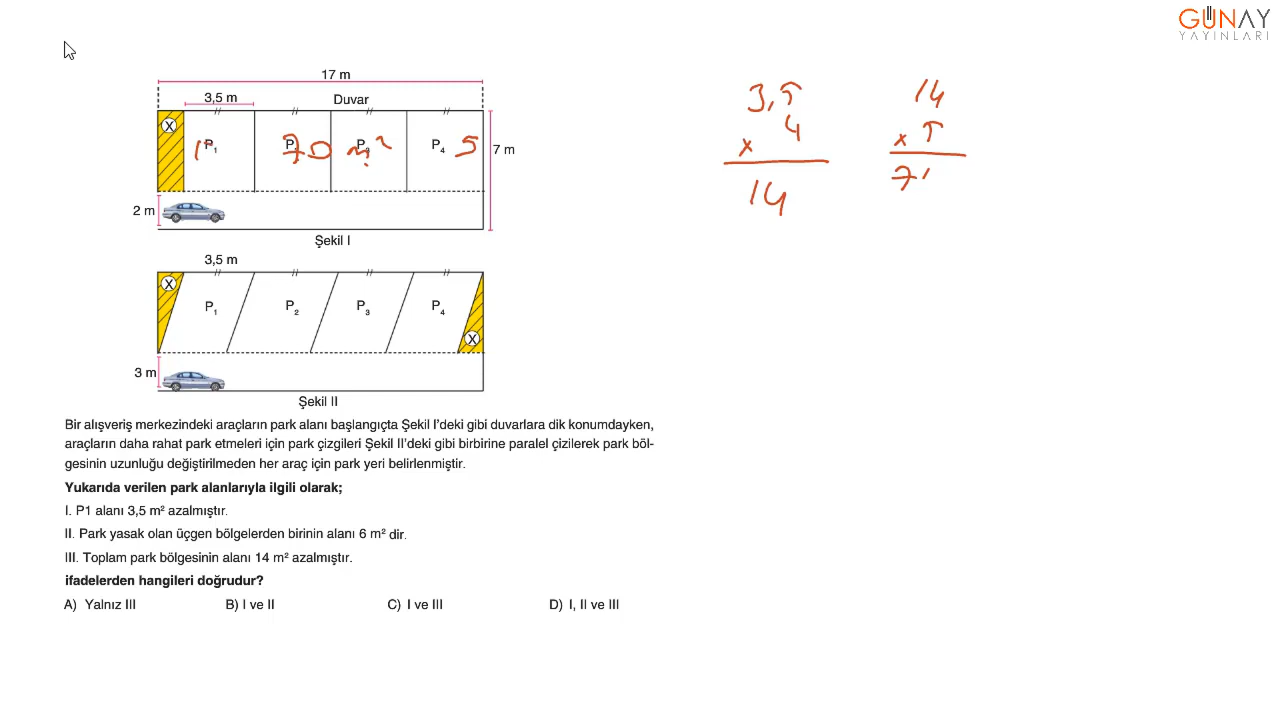 GÜNAY
YAYINLARI
17 m
3,5 m
Duvar
X
P1
P2
P3
P4
70 m²
5
7 m
2 m
Şekil I
3,5
x 4
14
14
x 5
70
3,5 m
X
P1
P2
P3
P4
X
3 m
Şekil II
Bir alışveriş merkezindeki araçların park alanı başlangıçta Şekil I'deki gibi duvarlara dik konumdayken,
araçların daha rahat park etmeleri için park çizgileri Şekil II'deki gibi birbirine paralel çizilerek park böl-
gesinin uzunluğu değiştirilmeden her araç için park yeri belirlenmiştir.
Yukarıda verilen park alanlarıyla ilgili olarak;
I. P1 alanı 3,5 m² azalmıştır.
II. Park yasak olan üçgen bölgelerden birinin alanı 6 m² dir.
III. Toplam park bölgesinin alanı 14 m² azalmıştır.
ifadelerden hangileri doğrudur?
A) Yalnız III B) I ve II C) I ve III D) I, II ve III